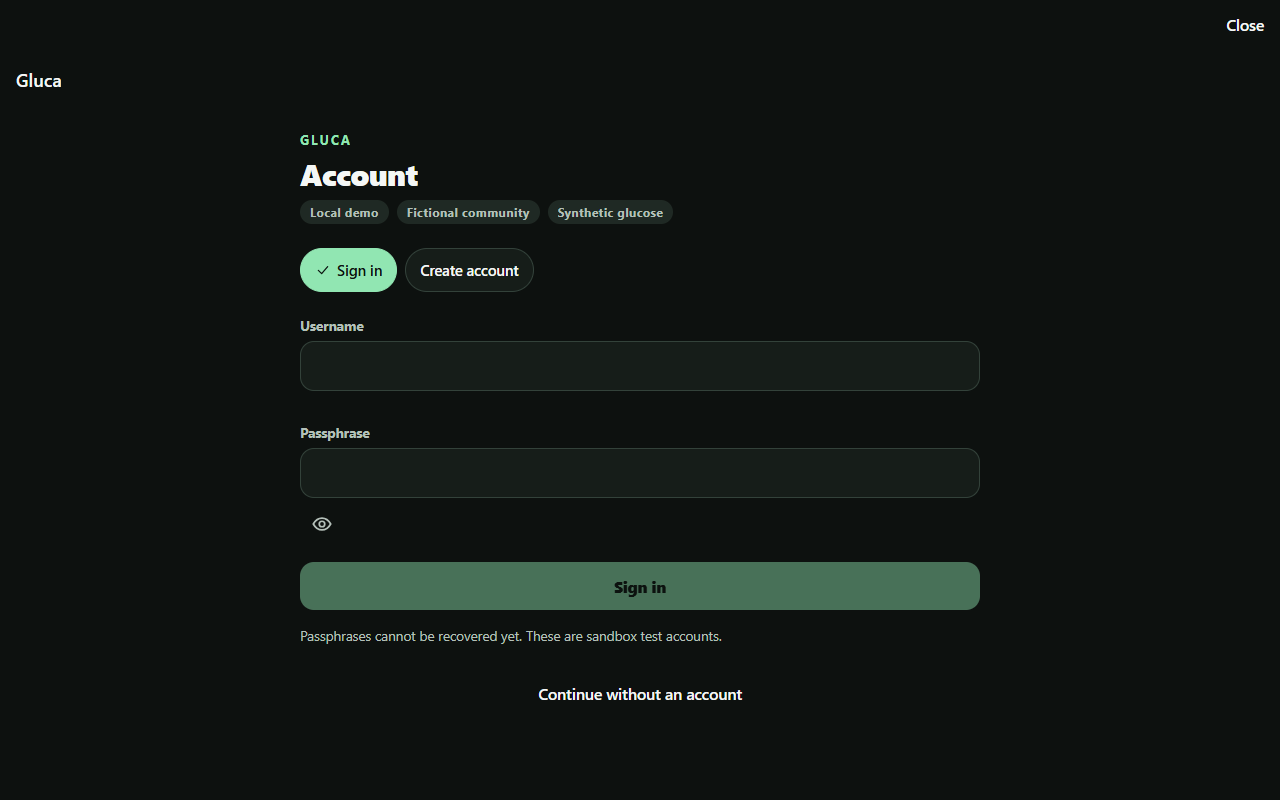 Close
Gluca
GLUCA
Account
Local demo Fictional community Synthetic glucose
Sign in Create account
Username
Passphrase
Sign in
Passphrases cannot be recovered yet. These are sandbox test accounts.
Continue without an account